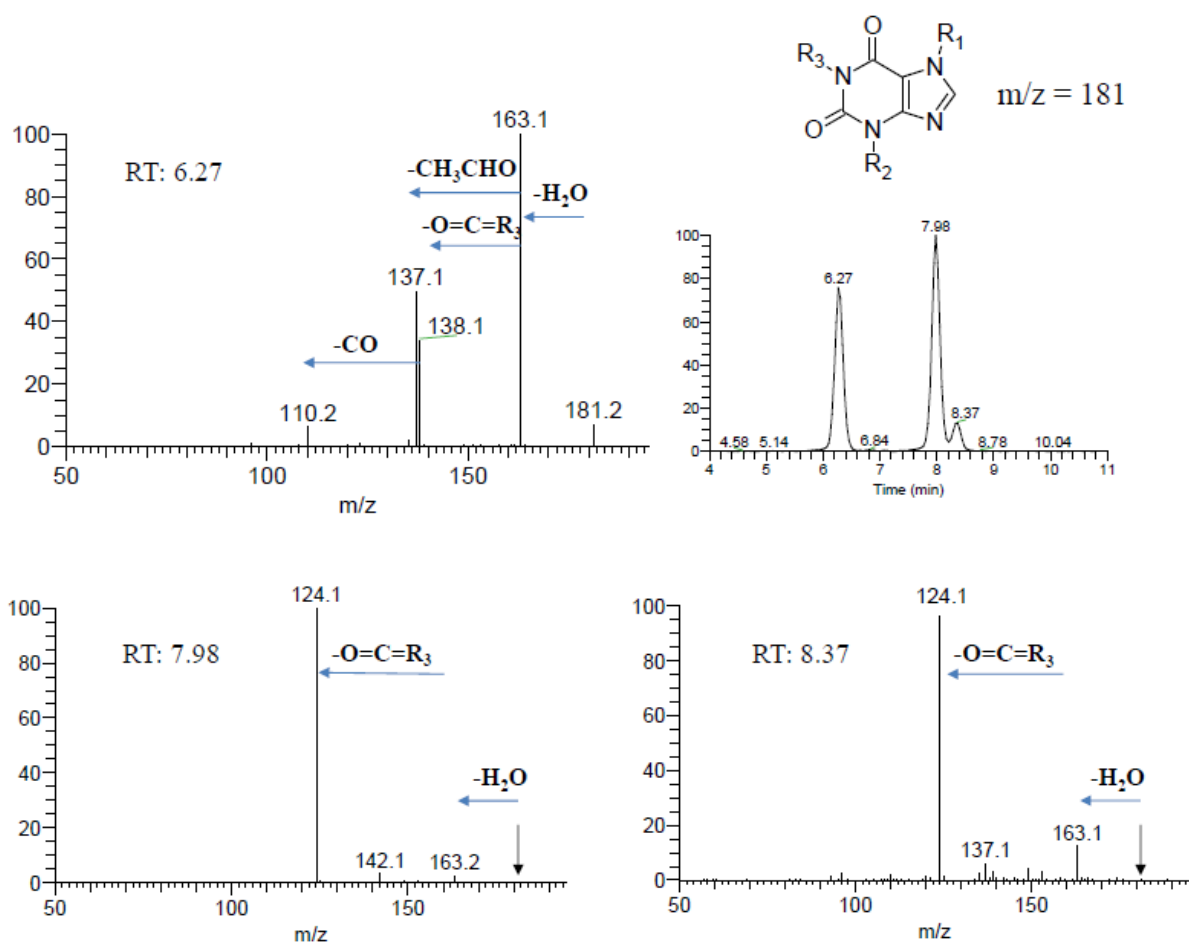 O
R1
R3
N
N
m/z = 181
O
N
N
R2
RT: 6.27
163.1
-CH3CHO
-H2O
-O=C=R3
137.1
138.1
-CO
110.2
181.2
100
80
60
40
20
0
50
100
150
m/z
7.98
6.27
8.37
4.58
5.14
6.84
8.78
10.04
100
80
60
40
20
0
4
5
6
7
8
9
10
11
Time (min)
124.1
RT: 7.98
-O=C=R3
-H2O
142.1
163.2
100
80
60
40
20
0
50
100
150
m/z
124.1
RT: 8.37
-O=C=R3
-H2O
163.1
137.1
100
80
60
40
20
0
50
100
150
m/z